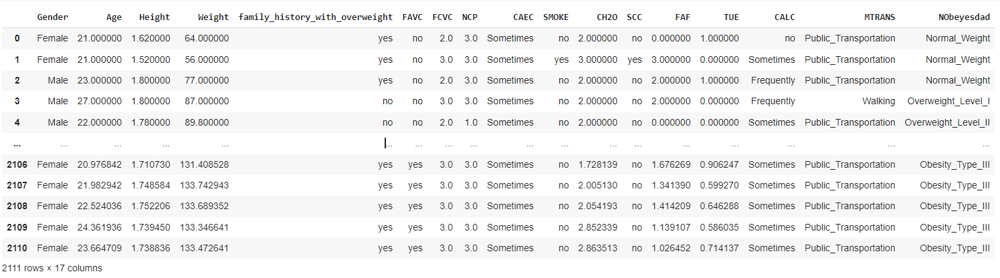 Gender Age Height Weight family_history_with_overweight FAVC FCVC NCP CAEC SMOKE CH2O SCC FAF TUE CALC MTRANS NObeyesdad
0 Female 21.000000 1.620000 64.000000 yes no 2.0 3.0 Sometimes no 2.000000 no 0.000000 1.000000 no Public_Transportation Normal_Weight
1 Female 21.000000 1.520000 56.000000 yes no 3.0 3.0 Sometimes yes 3.000000 yes 3.000000 0.000000 Sometimes Public_Transportation Normal_Weight
2 Male 23.000000 1.800000 77.000000 yes no 2.0 3.0 Sometimes no 2.000000 no 2.000000 1.000000 Frequently Public_Transportation Normal_Weight
3 Male 27.000000 1.800000 87.000000 no no 3.0 3.0 Sometimes no 2.000000 no 2.000000 0.000000 Frequently Walking Overweight_Level_I
4 Male 22.000000 1.780000 89.800000 no no 2.0 1.0 Sometimes no 2.000000 no 0.000000 0.000000 Sometimes Public_Transportation Overweight_Level_II
... ... ... ... ... ... ... ... ... ... ... ... ... ... ... ... ... ...
2106 Female 20.976842 1.710730 131.408528 yes yes 3.0 3.0 Sometimes no 1.728139 no 1.676269 0.906247 Sometimes Public_Transportation Obesity_Type_III
2107 Female 21.982942 1.748584 133.742943 yes yes 3.0 3.0 Sometimes no 2.005130 no 1.341390 0.599270 Sometimes Public_Transportation Obesity_Type_III
2108 Female 22.524036 1.752206 133.689352 yes yes 3.0 3.0 Sometimes no 2.054193 no 1.414209 0.646288 Sometimes Public_Transportation Obesity_Type_III
2109 Female 24.361936 1.739450 133.346641 yes yes 3.0 3.0 Sometimes no 2.852339 no 1.139107 0.586035 Sometimes Public_Transportation Obesity_Type_III
2110 Female 23.664709 1.738836 133.472641 yes yes 3.0 3.0 Sometimes no 2.863513 no 1.026452 0.714137 Sometimes Public_Transportation Obesity_Type_III
2111 rows × 17 columns